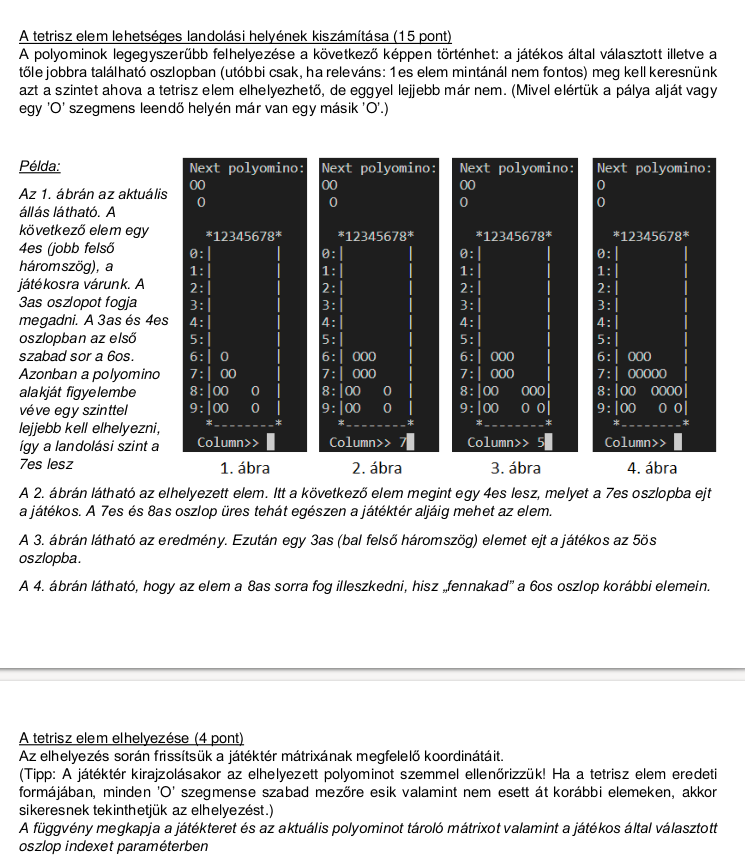 A tetrisz elem lehetséges landolási helyének kiszámítása (15 pont)
A polyominok legegyszerűbb felhelyezése a következő képpen történhet: a játékos által választott illetve a
tőle jobbra található oszlopban (utóbbi csak, ha releváns: 1es elem mintánál nem fontos) meg kell keresnünk
azt a szintet ahova a tetrisz elem elhelyezhető, de eggyel lejjebb már nem. (Mivel elértük a pálya alját vagy
egy 'O' szegmens leendő helyén már van egy másik 'O'.)
Példa:
Az 1. ábrán az aktuális
állás látható. A
következő elem egy
4es (jobb felső
háromszög), a
játékosra várunk. A
3as oszlopot fogja
megadni. A 3as és 4es
oszlopban az első
szabad sor a 6os.
Azonban a polyomino
alakját figyelembe
véve egy szinttel
lejjebb kell elhelyezni,
így a landolási szint a
7es lesz
Next polyomino:
OO
 O
*12345678*
0:|        |
1:|        |
2:|        |
3:|        |
4:|        |
5:|        |
6:| O      |
7:| OO     |
8:|OO   O  |
9:|OO   O  |
*--------*
Column>>
1. ábra
Next polyomino:
OO
 O
*12345678*
0:|        |
1:|        |
2:|        |
3:|        |
4:|        |
5:|        |
6:| OOO    |
7:| OOO    |
8:|OO   O  |
9:|OO   O  |
*--------*
Column>> 7
2. ábra
Next polyomino:
OO
O
*12345678*
0:|        |
1:|        |
2:|        |
3:|        |
4:|        |
5:|        |
6:| OOO    |
7:| OOO    |
8:|OO   OOO|
9:|OO   O O|
*--------*
Column>> 5
3. ábra
Next polyomino:
O
O
*12345678*
0:|        |
1:|        |
2:|        |
3:|        |
4:|        |
5:|        |
6:| OOO    |
7:| OOOOO  |
8:|OO  OOOO|
9:|OO   O O|
*--------*
Column>>
4. ábra
A 2. ábrán látható az elhelyezett elem. Itt a következő elem megint egy 4es lesz, melyet a 7es oszlopba ejt
a játékos. A 7es és 8as oszlop üres tehát egészen a játéktér aljáig mehet az elem.
A 3. ábrán látható az eredmény. Ezután egy 3as (bal felső háromszög) elemet ejt a játékos az 5ös
oszlopba.
A 4. ábrán látható, hogy az elem a 8as sorra fog illeszkedni, hisz „fennakad" a 6os oszlop korábbi elemein.
A tetrisz elem elhelyezése (4 pont)
Az elhelyezés során frissítsük a játéktér mátrixának megfelelő koordinátáit.
(Tipp: A játéktér kirajzolásakor az elhelyezett polyominot szemmel ellenőrizzük! Ha a tetrisz elem eredeti
formájában, minden 'O' szegmense szabad mezőre esik valamint nem esett át korábbi elemeken, akkor
sikeresnek tekinthetjük az elhelyezést.)
A függvény megkapja a játékteret és az aktuális polyominot tároló mátrixot valamint a játékos által választott
oszlop indexet paraméterben